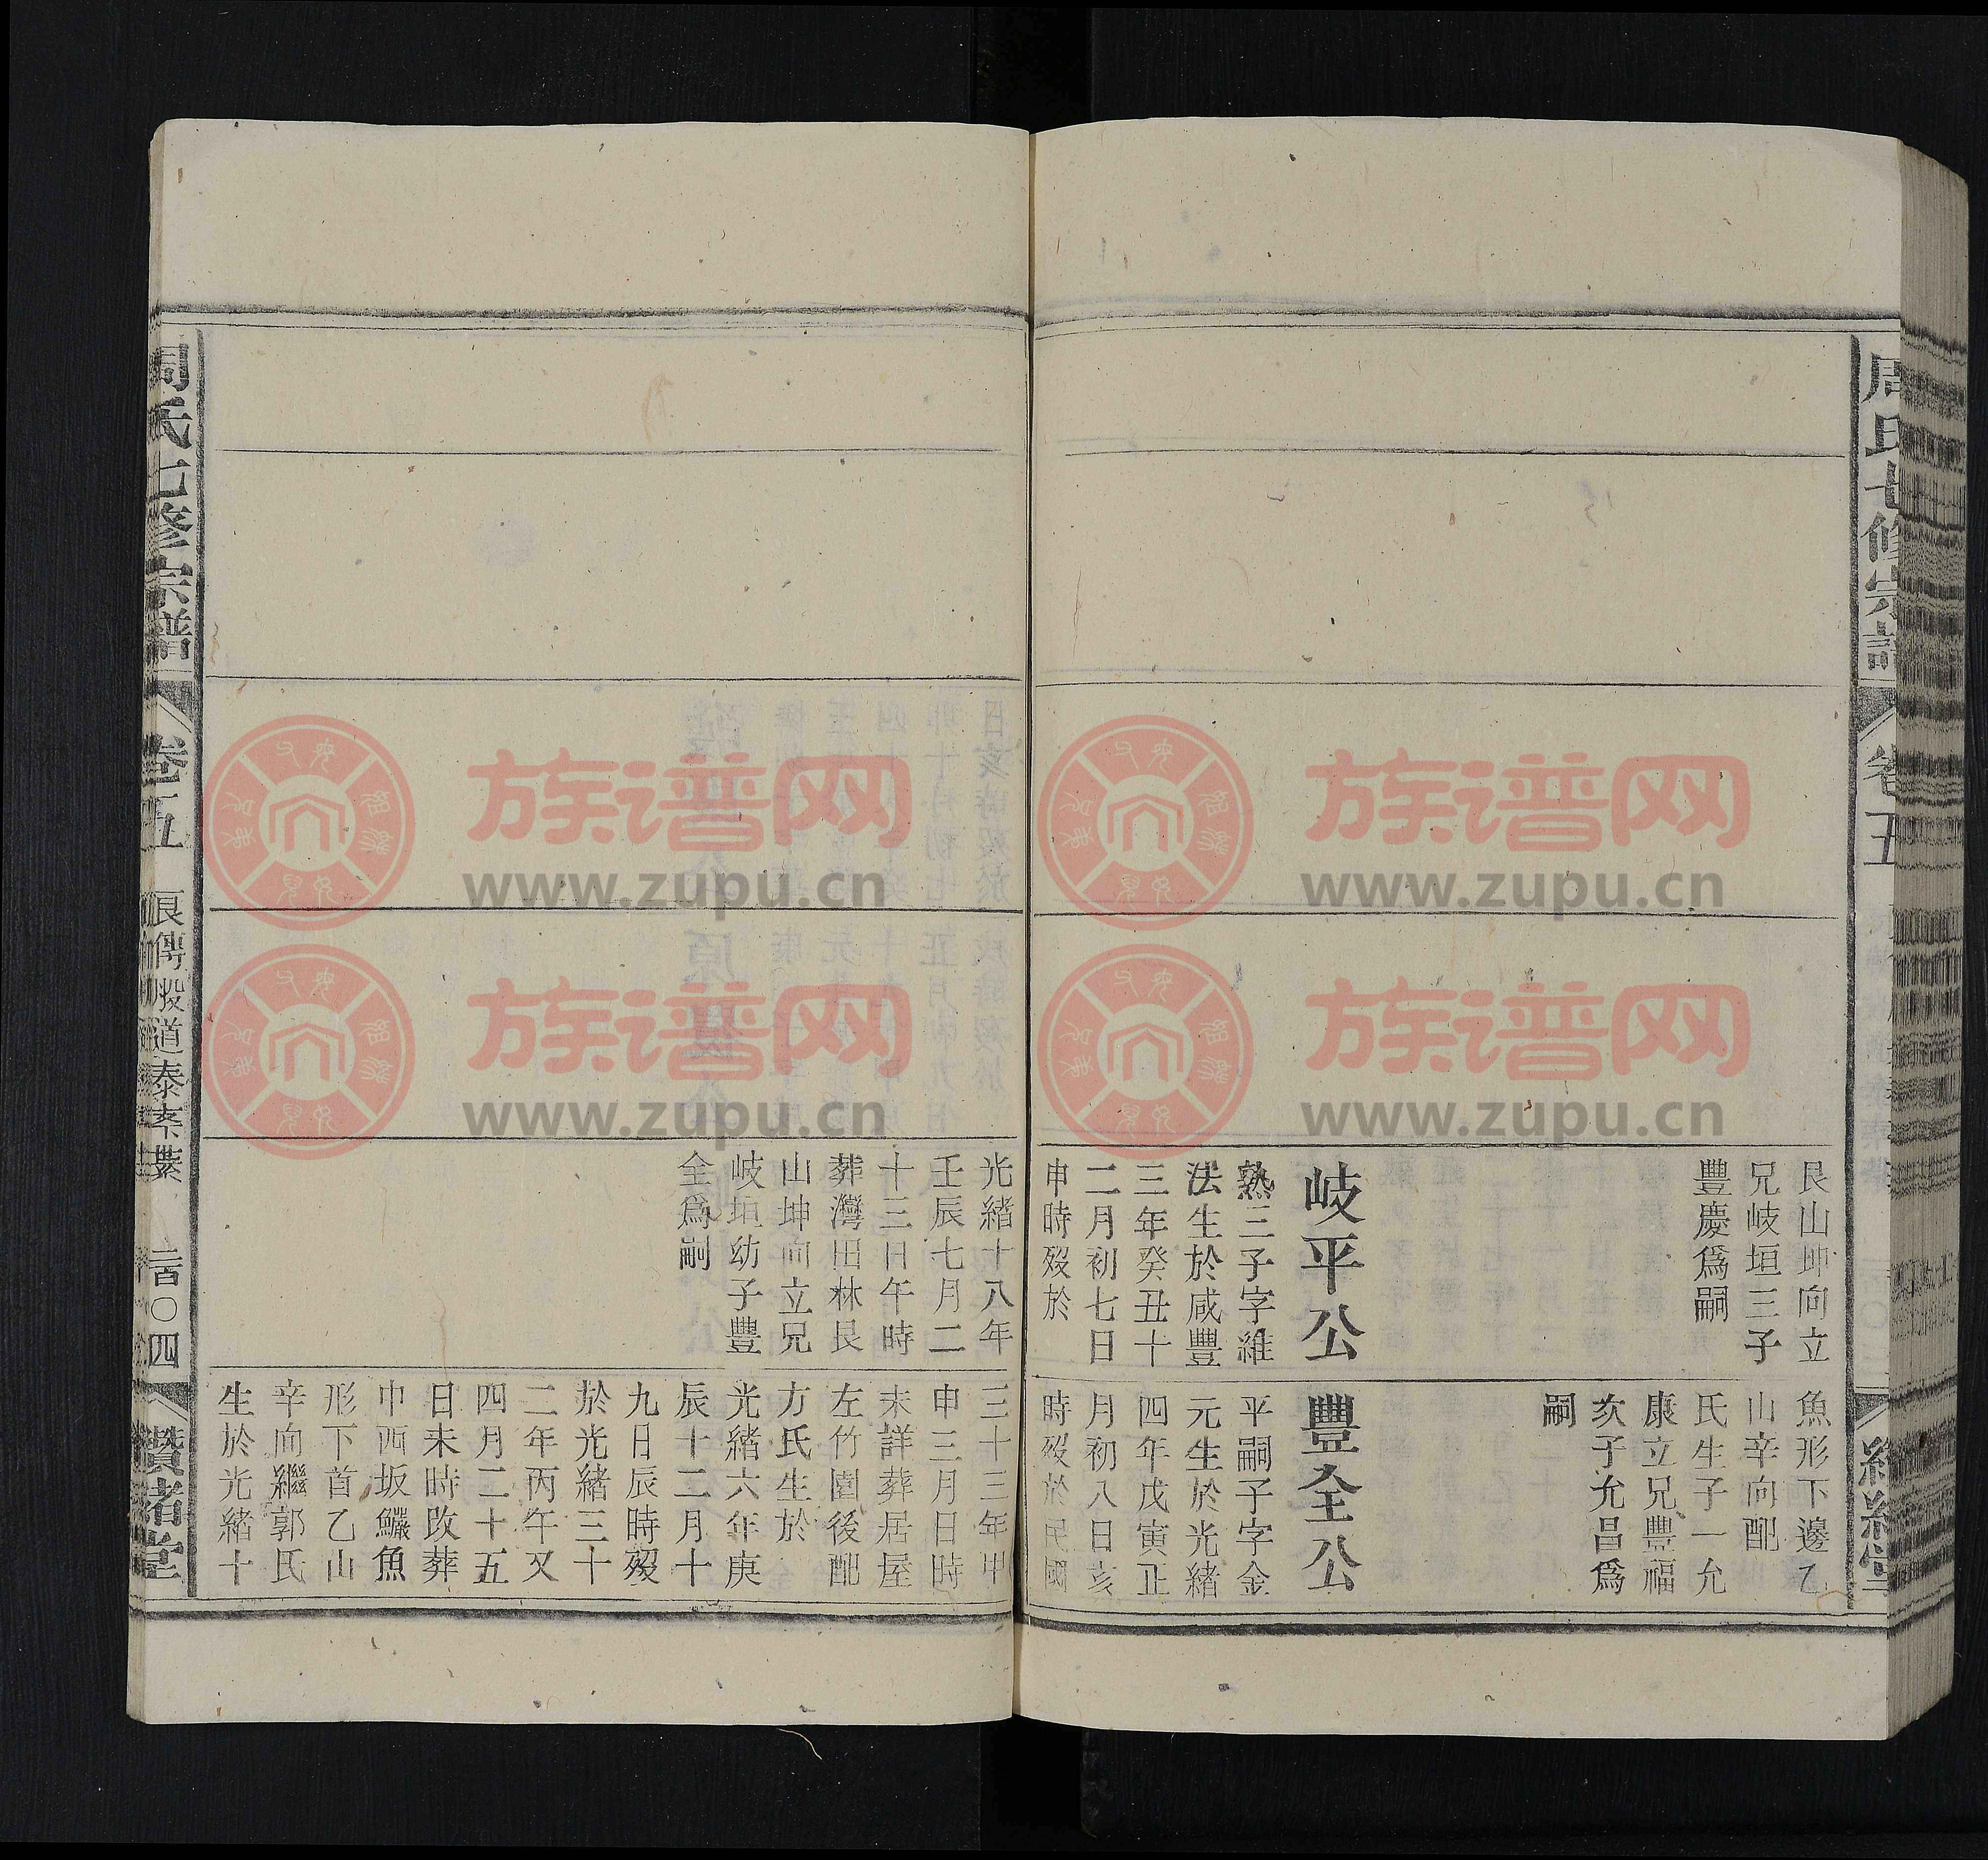 周氏七修宗譜
卷五
艮山坤向立
兄岐垣三子
豐慶爲嗣
岐平公
熟三子字維
法生於咸豐
三年癸丑十
二月初七日
申時歿於
魚形下邊乙
山辛向配
氏生子一允
康立兄豐福
次子允昌爲
嗣
豐全公
平嗣子字金
元生於光緒
四年戊寅正
月初八日亥
時歿於民國
光緒十八年
壬辰七月二
十三日午時
葬灣田林艮
山坤向立兄
岐垣幼子豐
全爲嗣
三十三年甲
申三月日時
未詳葬居屋
左竹園後配
方氏生於
光緒六年庚
辰十二月十
九日辰時歿
於光緒三十
二年丙午又
四月二十五
日未時改葬
中西坂鱺魚
形下首乙山
辛向繼郭氏
生於光緒十
周氏七修宗譜
卷五
良傳股道泰素業
二百〇四
纘緒堂
族谱网
www.zupu.cn
族谱网
www.zupu.cn
族谱网
www.zupu.cn
族谱网
www.zupu.cn